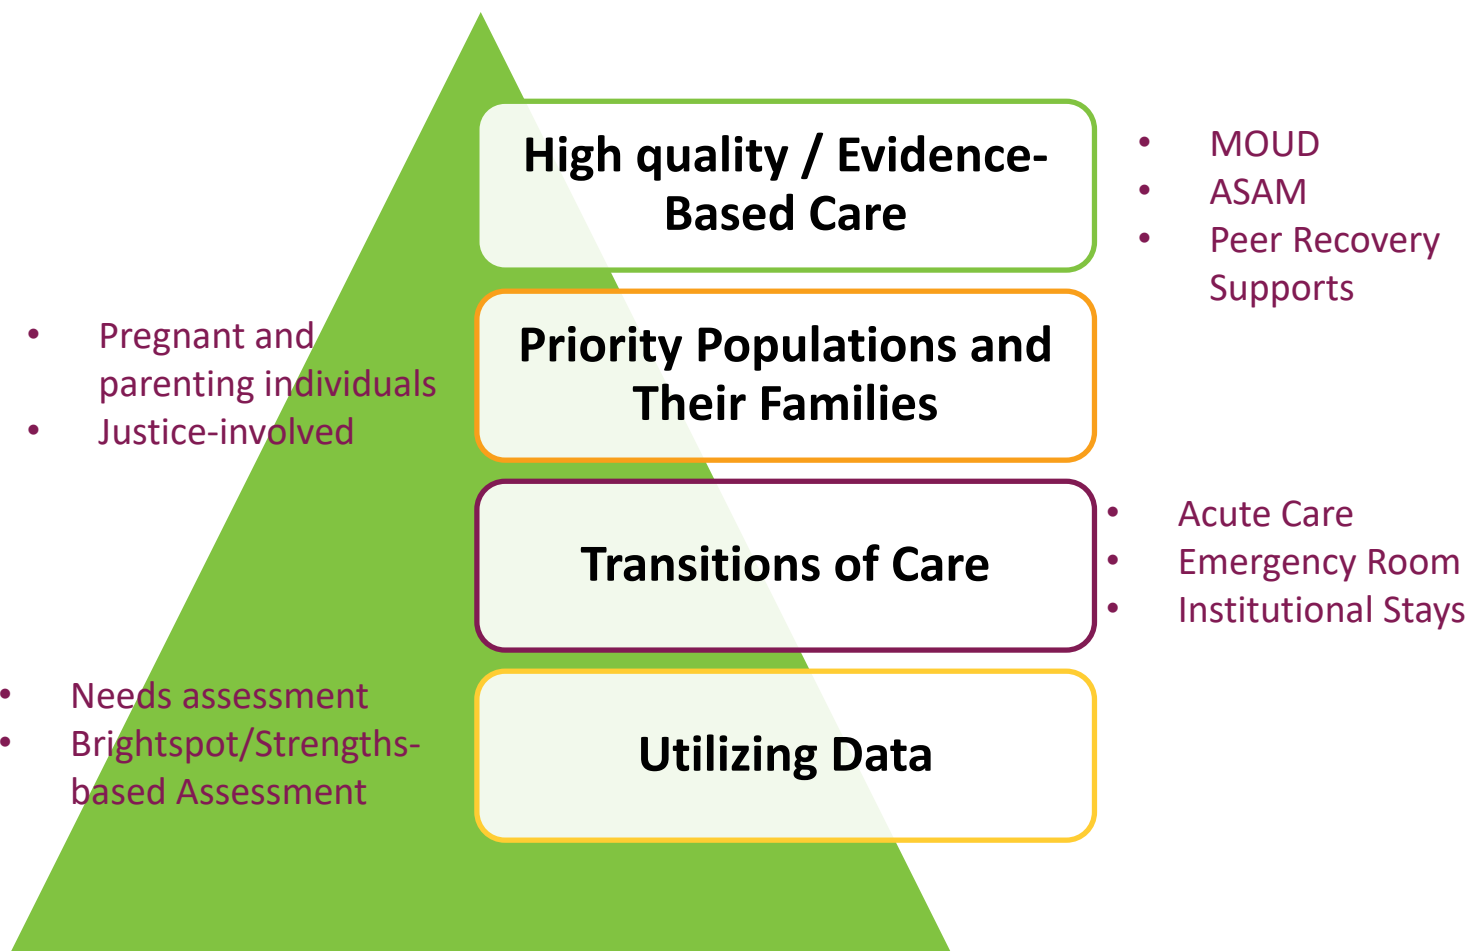 High quality / Evidence-
Based Care
• MOUD
• ASAM
• Peer Recovery
Supports
• Pregnant and
parenting individuals
• Justice-involved
Priority Populations and
Their Families
Transitions of Care
• Acute Care
• Emergency Room
• Institutional Stays
• Needs assessment
• Brightspot/Strengths-
based Assessment
Utilizing Data